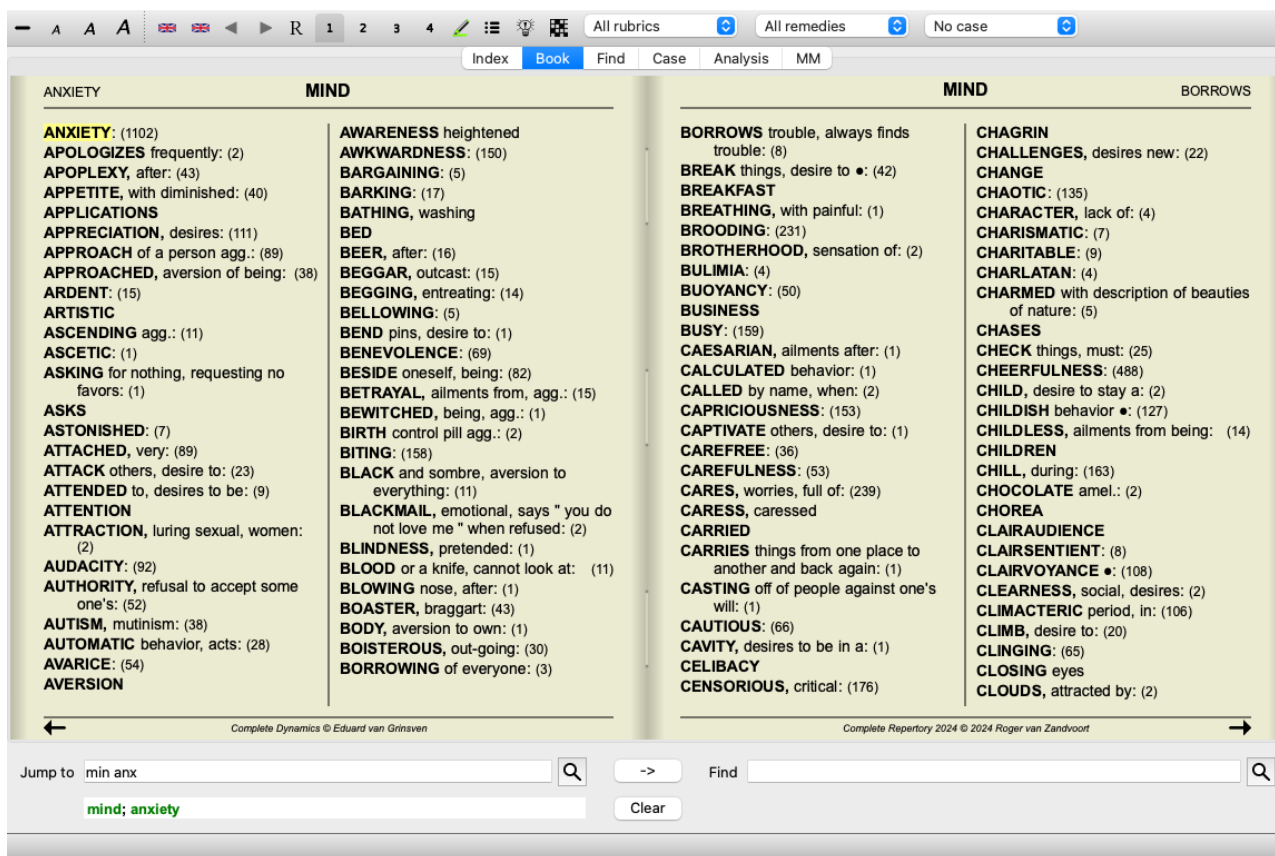 A A A R 1 2 3 4 All rubrics All remedies No case
Index Book Find Case Analysis MM
ANXIETY MIND
ANXIETY: (1102)
APOLOGIZES frequently: (2)
APOPLEXY, after: (43)
APPETITE, with diminished: (40)
APPLICATIONS
APPRECIATION, desires: (111)
APPROACH of a person agg.: (89)
APPROACHED, aversion of being: (38)
ARDENT: (15)
ARTISTIC
ASCENDING agg.: (11)
ASCETIC: (1)
ASKING for nothing, requesting no
favors: (1)
ASKS
ASTONISHED: (7)
ATTACHED, very: (89)
ATTACK others, desire to: (23)
ATTENDED to, desires to be: (9)
ATTENTION
ATTRACTION, luring sexual, women:
(2)
AUDACITY: (92)
AUTHORITY, refusal to accept some
one's: (52)
AUTISM, mutinism: (38)
AUTOMATIC behavior, acts: (28)
AVARICE: (54)
AVERSION
AWARENESS heightened
AWKWARDNESS: (150)
BARGAINING: (5)
BARKING: (17)
BATHING, washing
BED
BEER, after: (16)
BEGGAR, outcast: (15)
BEGGING, entreating: (14)
BELLOWING: (5)
BEND pins, desire to: (1)
BENEVOLENCE: (69)
BESIDE oneself, being: (82)
BETRAYAL, ailments from, agg.: (15)
BEWITCHED, being, agg.: (1)
BIRTH control pill agg.: (2)
BITING: (158)
BLACK and sombre, aversion to
everything: (11)
BLACKMAIL, emotional, says " you do
not love me " when refused: (2)
BLINDNESS, pretended: (1)
BLOOD or a knife, cannot look at: (11)
BLOWING nose, after: (1)
BOASTER, braggart: (43)
BODY, aversion to own: (1)
BOISTEROUS, out-going: (30)
BORROWING of everyone: (3)
Complete Dynamics © Eduard van Grinsven
MIND BORROWS
BORROWS trouble, always finds
trouble: (8)
BREAK things, desire to ●: (42)
BREAKFAST
BREATHING, with painful: (1)
BROODING: (231)
BROTHERHOOD, sensation of: (2)
BULIMIA: (4)
BUOYANCY: (50)
BUSINESS
BUSY: (159)
CAESARIAN, ailments after: (1)
CALCULATED behavior: (1)
CALLED by name, when: (2)
CAPRICIOUSNESS: (153)
CAPTIVATE others, desire to: (1)
CAREFREE: (36)
CAREFULNESS: (53)
CARES, worries, full of: (239)
CARESS, caressed
CARRIED
CARRIES things from one place to
another and back again: (1)
CASTING off of people against one's
will: (1)
CAUTIOUS: (66)
CAVITY, desires to be in a: (1)
CELIBACY
CENSORIOUS, critical: (176)
CHAGRIN
CHALLENGES, desires new: (22)
CHANGE
CHAOTIC: (135)
CHARACTER, lack of: (4)
CHARISMATIC: (7)
CHARITABLE: (9)
CHARLATAN: (4)
CHARMED with description of beauties
of nature: (5)
CHASES
CHECK things, must: (25)
CHEERFULNESS: (488)
CHILD, desire to stay a: (2)
CHILDISH behavior ●: (127)
CHILDLESS, ailments from being: (14)
CHILDREN
CHILL, during: (163)
CHOCOLATE amel.: (2)
CHOREA
CLAIRAUDIENCE
CLAIRSENTIENT: (8)
CLAIRVOYANCE ●: (108)
CLEARNESS, social, desires: (2)
CLIMACTERIC period, in: (106)
CLIMB, desire to: (20)
CLINGING: (65)
CLOSING eyes
CLOUDS, attracted by: (2)
Complete Repertory 2024 © 2024 Roger van Zandvoort
Jump to min anx -> Find
mind; anxiety Clear